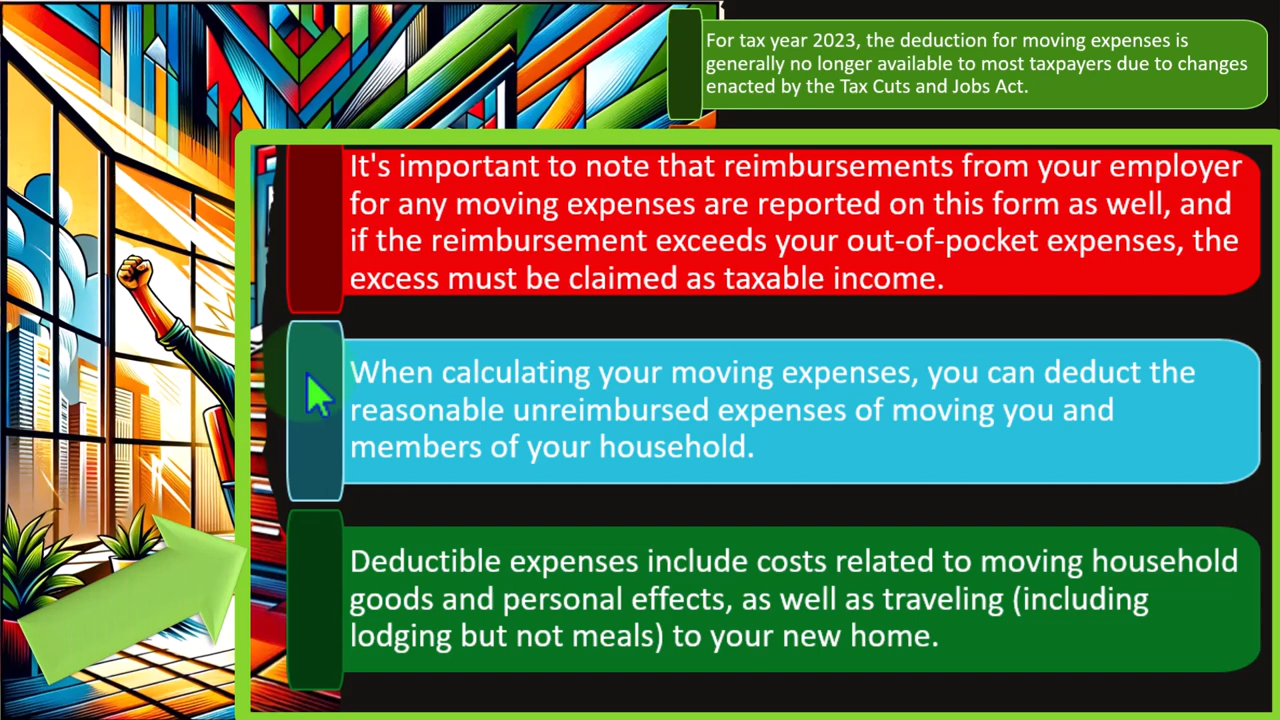 For tax year 2023, the deduction for moving expenses is
generally no longer available to most taxpayers due to changes
enacted by the Tax Cuts and Jobs Act.
It's important to note that reimbursements from your employer
for any moving expenses are reported on this form as well, and
if the reimbursement exceeds your out-of-pocket expenses, the
excess must be claimed as taxable income.
When calculating your moving expenses, you can deduct the
reasonable unreimbursed expenses of moving you and
members of your household.
Deductible expenses include costs related to moving household
goods and personal effects, as well as traveling (including
lodging but not meals) to your new home.